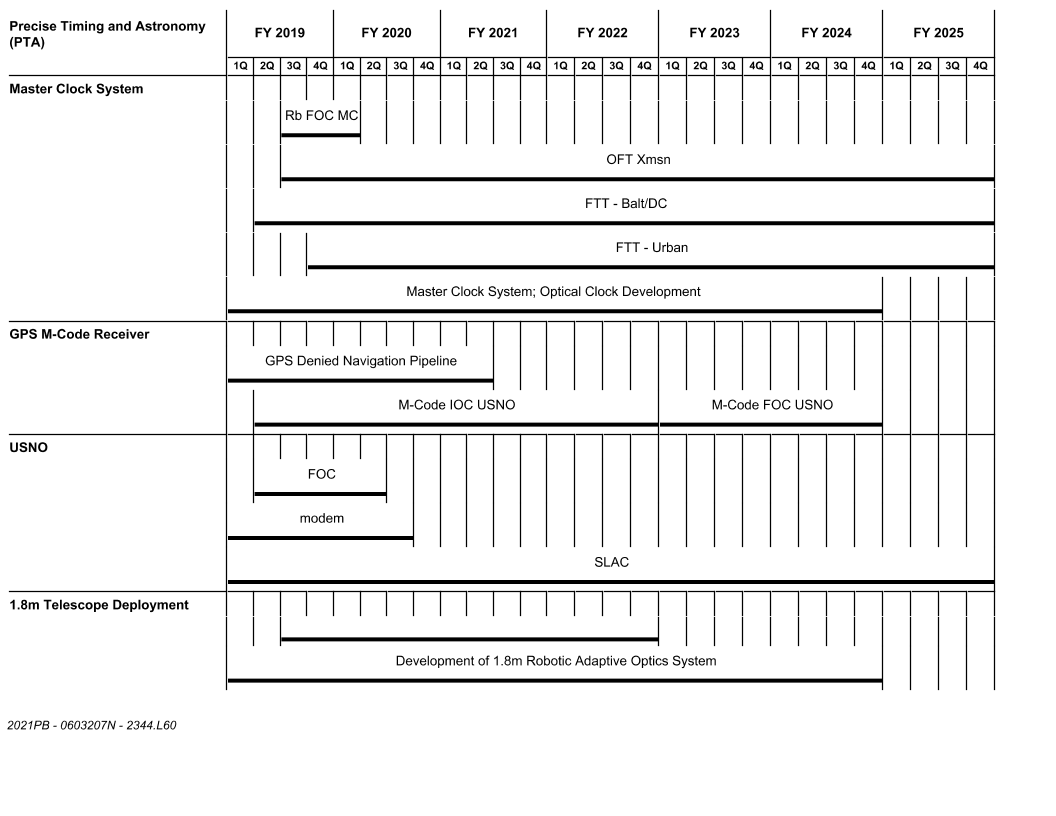 Precise Timing and Astronomy
(PTA)
FY 2019 FY 2020 FY 2021 FY 2022 FY 2023 FY 2024 FY 2025
1Q 2Q 3Q 4Q 1Q 2Q 3Q 4Q 1Q 2Q 3Q 4Q 1Q 2Q 3Q 4Q 1Q 2Q 3Q 4Q 1Q 2Q 3Q 4Q 1Q 2Q 3Q 4Q
Master Clock System
Rb FOC MC
OFT Xmsn
FTT - Balt/DC
FTT - Urban
Master Clock System; Optical Clock Development
GPS M-Code Receiver
GPS Denied Navigation Pipeline
M-Code IOC USNO M-Code FOC USNO
USNO
FOC
modem
SLAC
1.8m Telescope Deployment
Development of 1.8m Robotic Adaptive Optics System
2021PB - 0603207N - 2344.L60